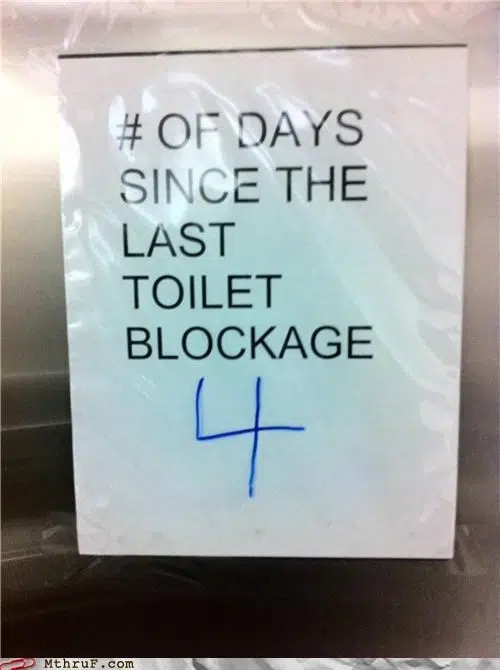 # OF DAYS
SINCE THE
LAST
TOILET
BLOCKAGE
4
MThruF.com